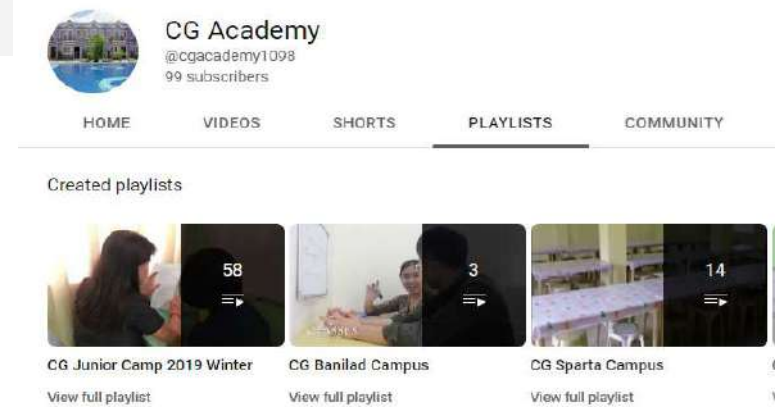 CG Academy
@cgacademy1098
99 subscribers
HOME VIDEOS SHORTS PLAYLISTS COMMUNITY
Created playlists
58 3 14
CG Junior Camp 2019 Winter CG Banilad Campus CG Sparta Campus
View full playlist View full playlist View full playlist